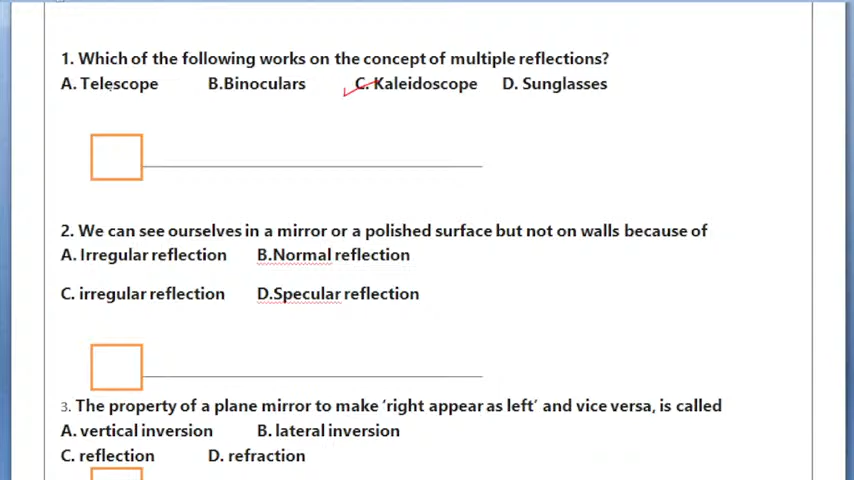 1. Which of the following works on the concept of multiple reflections?
A. Telescope B.Binoculars C. Kaleidoscope D. Sunglasses
2. We can see ourselves in a mirror or a polished surface but not on walls because of
A. Irregular reflection B.Normal reflection
C. irregular reflection D.Specular reflection
3. The property of a plane mirror to make ‘right appear as left’ and vice versa, is called
A. vertical inversion B. lateral inversion
C. reflection D. refraction